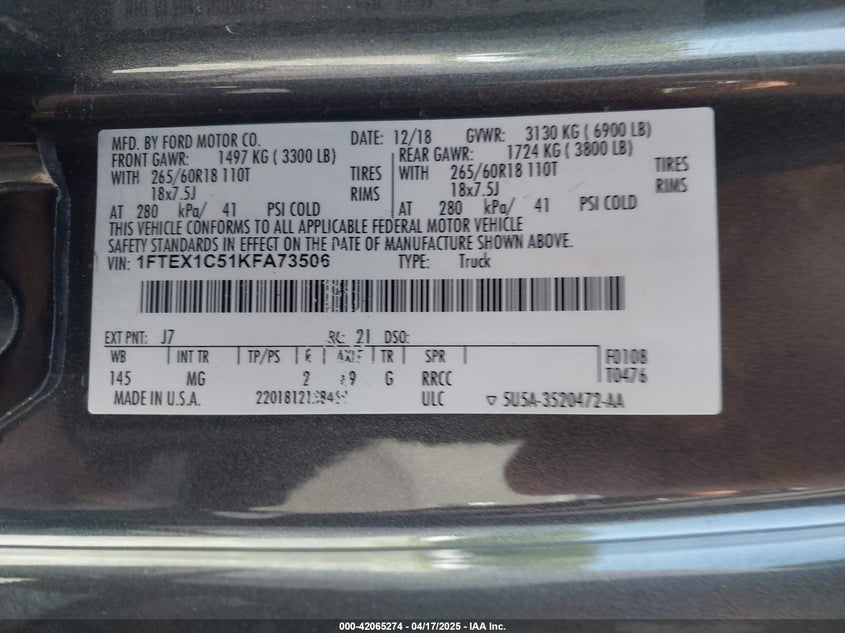 MFD. BY FORD MOTOR CO. DATE: 12/18 GVWR: 3130 KG ( 6900 LB)
FRONT GAWR: 1497 KG ( 3300 LB) REAR GAWR: 1724 KG ( 3800 LB)
WITH 265/60R18 110T TIRES WITH 265/60R18 110T TIRES
18x7.5J RIMS 18x7.5J RIMS
AT 280 kPa/ 41 PSI COLD AT 280 kPa/ 41 PSI COLD
THIS VEHICLE CONFORMS TO ALL APPLICABLE FEDERAL MOTOR VEHICLE
SAFETY STANDARDS IN EFFECT ON THE DATE OF MANUFACTURE SHOWN ABOVE.
VIN: 1FTEX1C51KFA73506 TYPE: Truck
EXT PNT: J7 RC: 21 DSO:
WB INT TR TP/PS R AXLE TR SPR F0108
145 MG 2 G RRCC T0476
MADE IN U.S.A. ULC ▽ 5U5A-3520472-AA
000-42065274 | 04/17/2025 - IAA Inc.